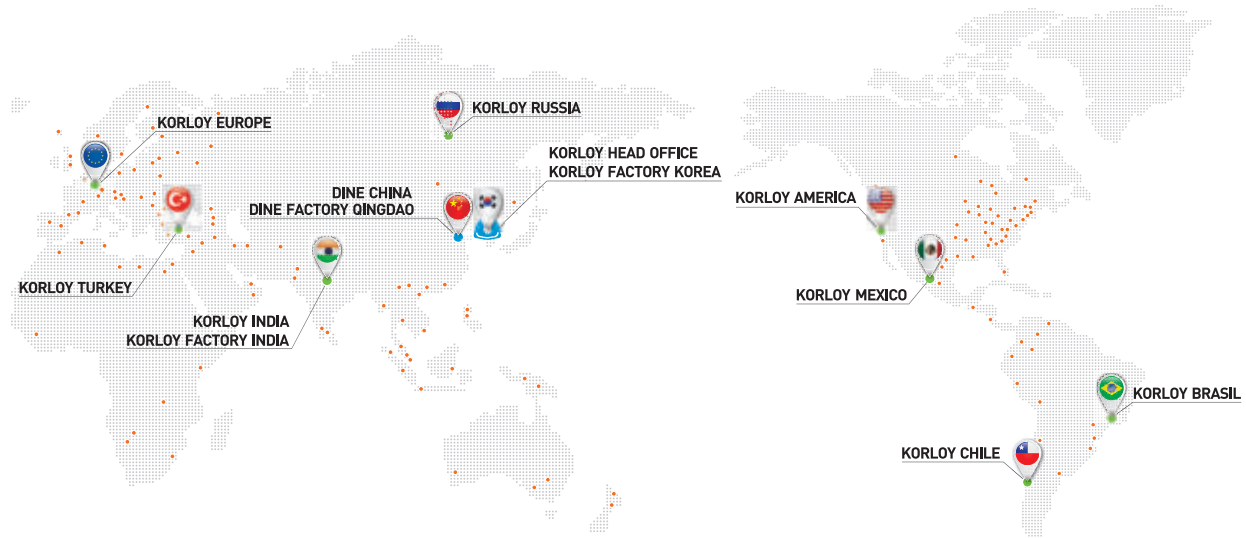 KORLOY EUROPE
KORLOY RUSSIA
KORLOY HEAD OFFICE
KORLOY FACTORY KOREA
DINE CHINA
DINE FACTORY QINGDAO
KORLOY AMERICA
KORLOY TURKEY
KORLOY MEXICO
KORLOY INDIA
KORLOY FACTORY INDIA
KORLOY BRASIL
KORLOY CHILE